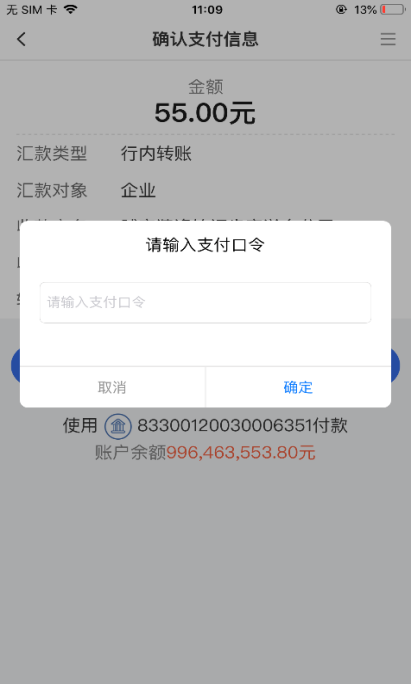 无 SIM 卡 11:09 13%
确认支付信息
金额
55.00元
汇款类型 行内转账
汇款对象 企业
请输入支付口令
请输入支付口令
取消 确定
使用 83300120030006351付款
账户余额996,463,553.80元